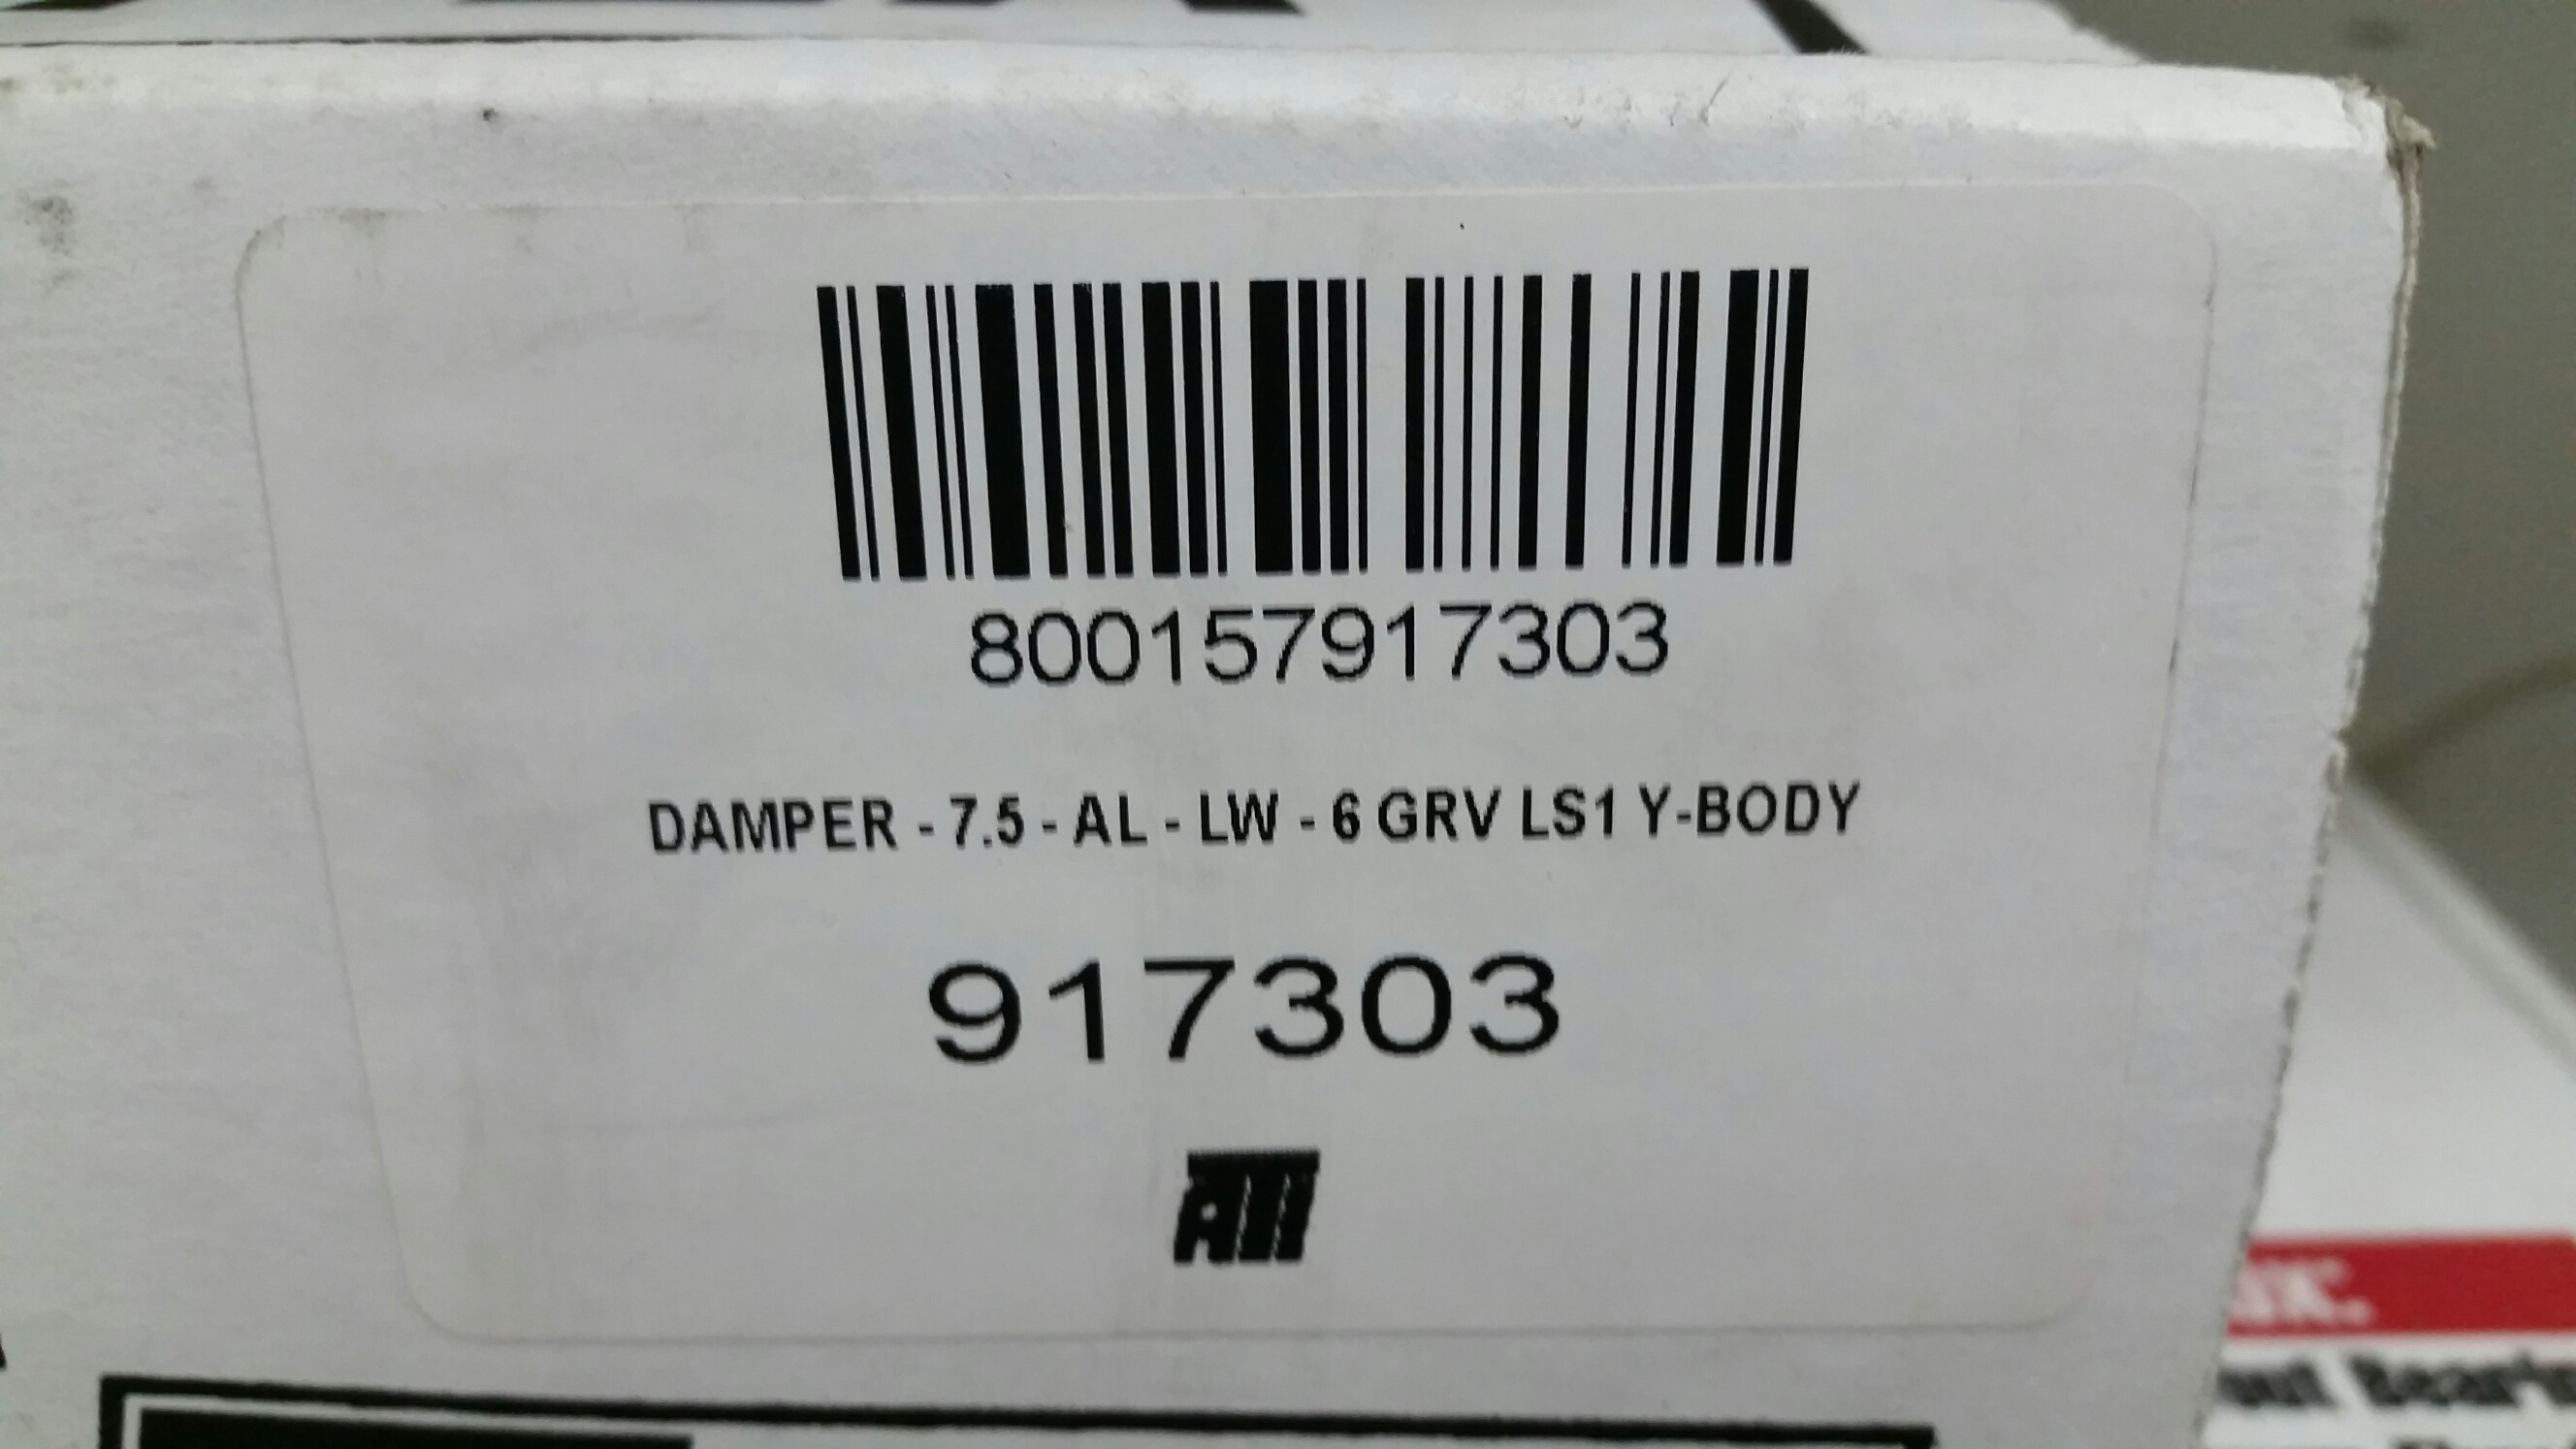 800157917303
DAMPER - 7.5 - AL - LW - 6 GRV LS1 Y-BODY
917303
ATI